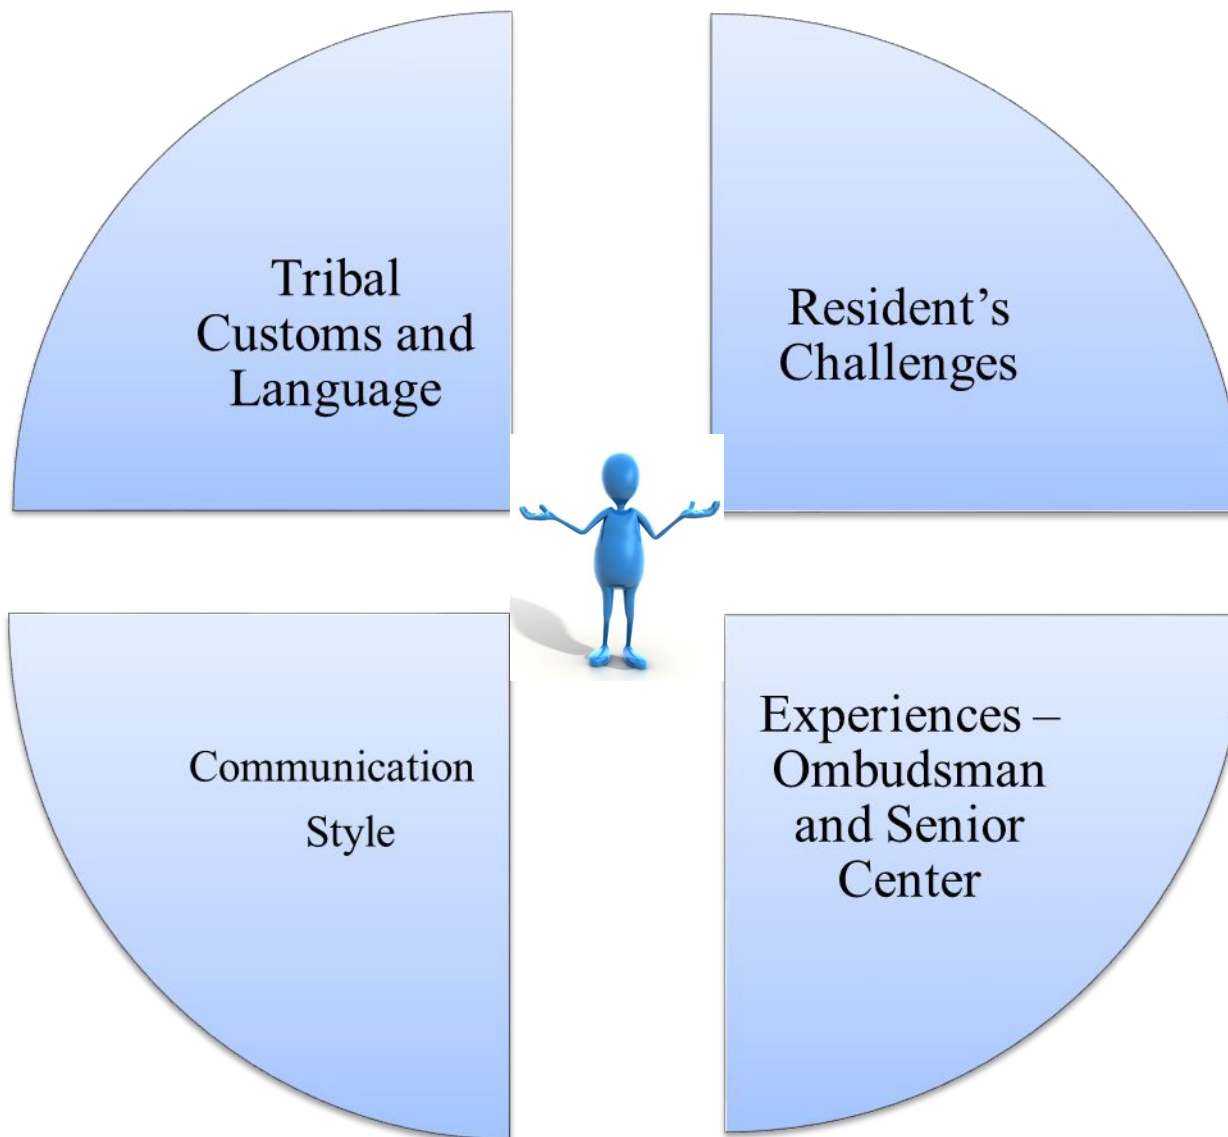 Tribal
Customs and
Language
Resident’s
Challenges
Communication
Style
Experiences –
Ombudsman
and Senior
Center